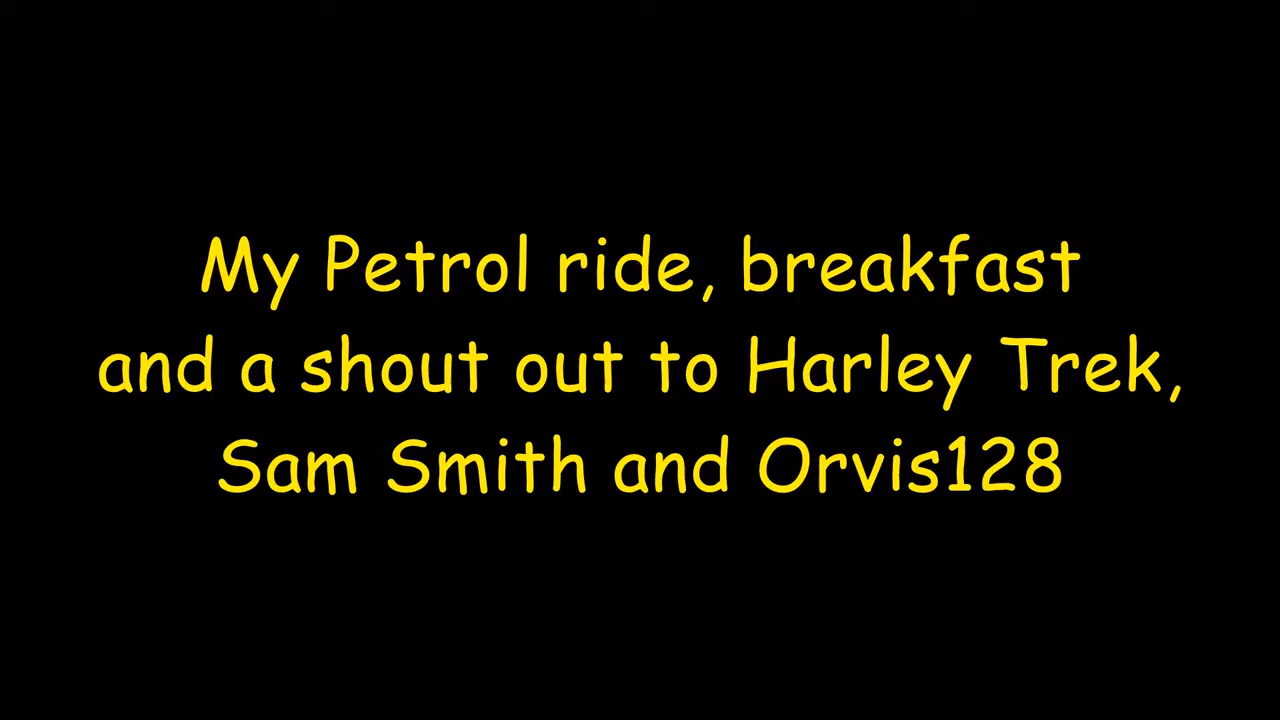 My Petrol ride, breakfast
and a shout out to Harley Trek,
Sam Smith and Orvis128